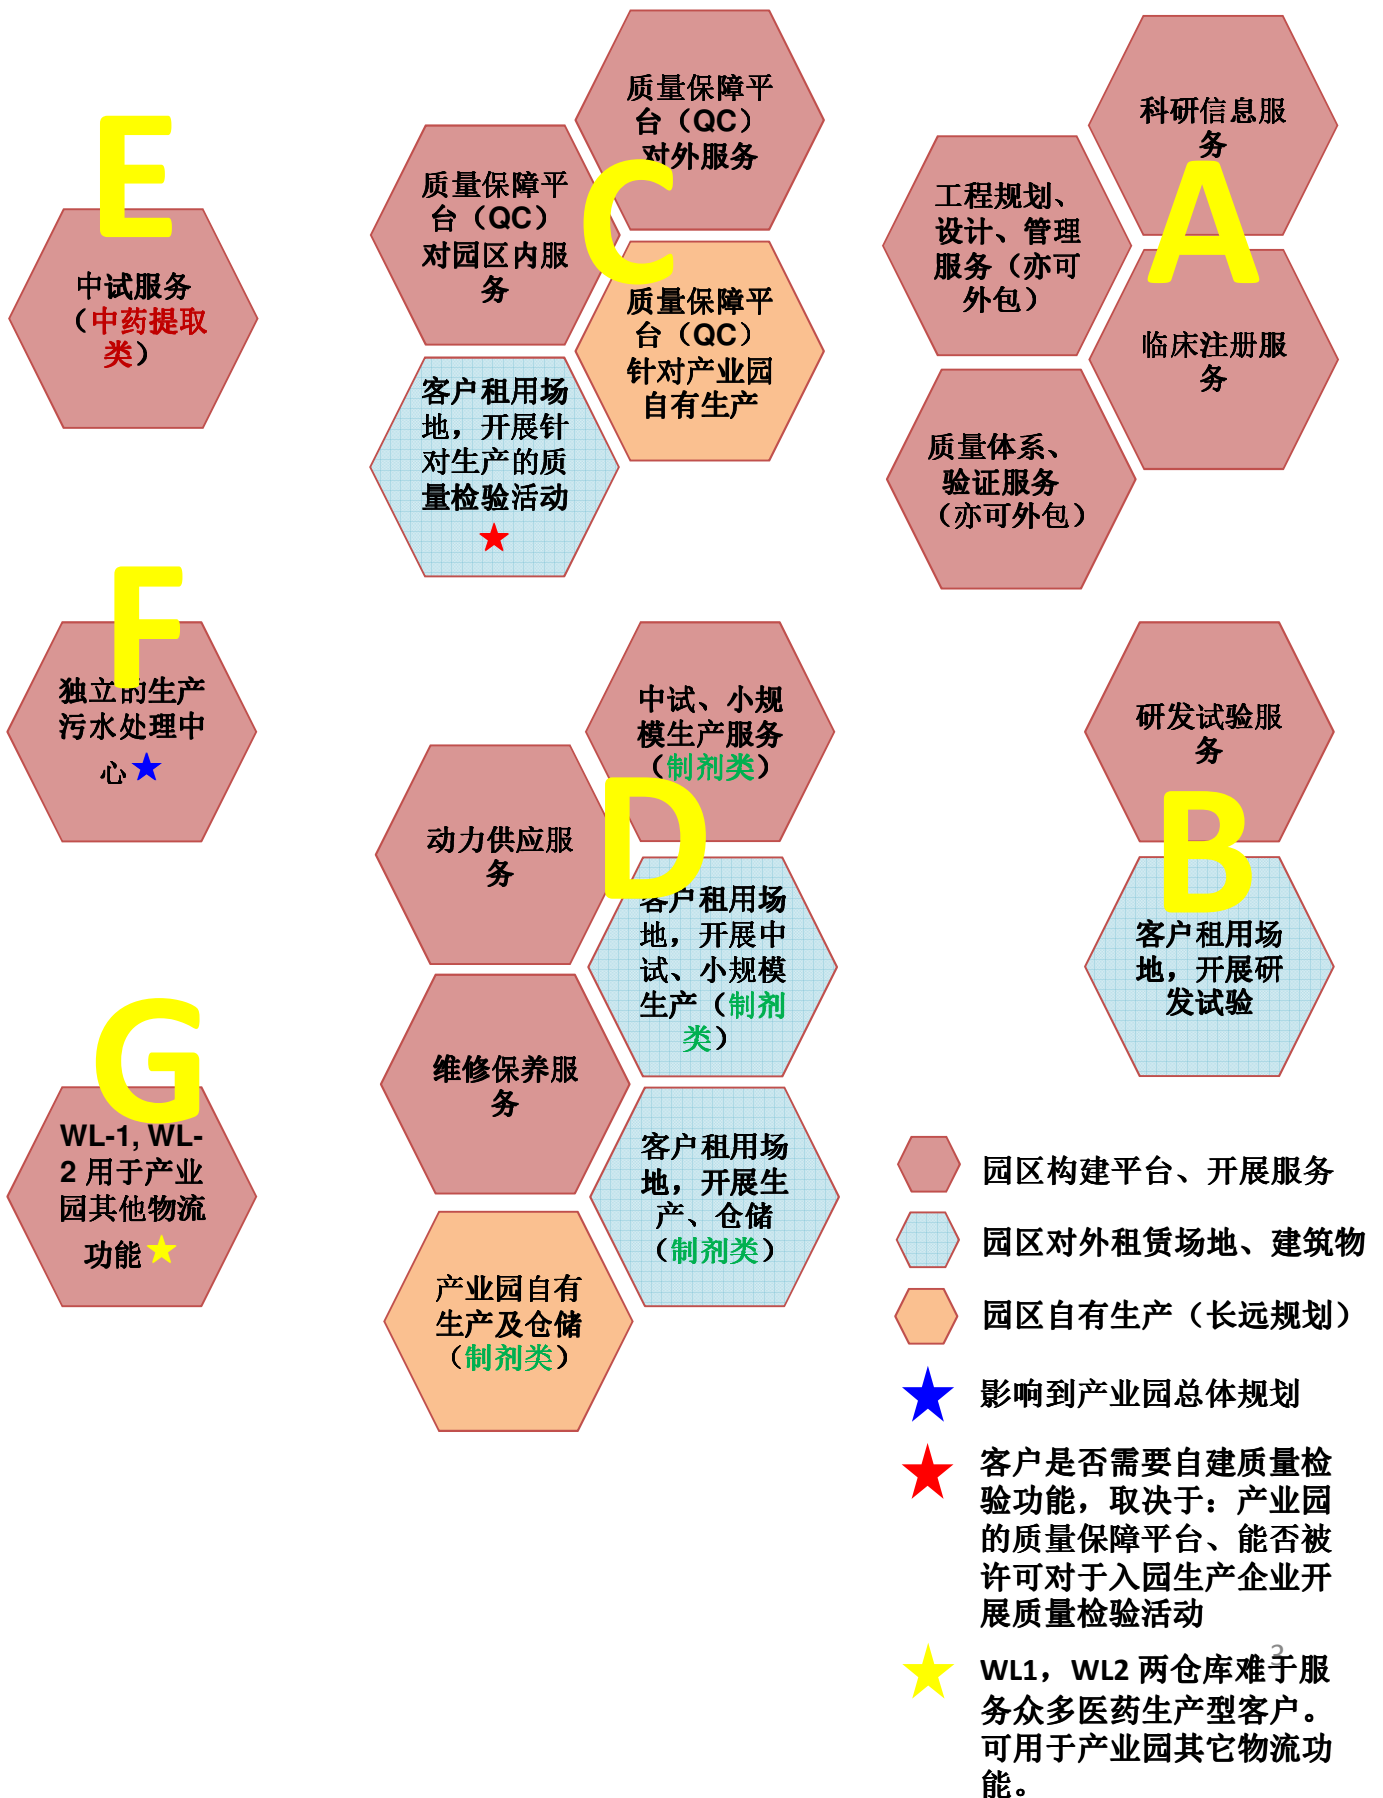 E
中试服务
（中药提取
类）
F
独立的生产
污水处理中
心
G
WL-1, WL-
2 用于产业
园其他物流
功能
C
质量保障平
台（QC）
对外服务
质量保障平
台（QC）
对园区内服
务
质量保障平
台（QC）
针对产业园
自有生产
客户租用场
地，开展针
对生产的质
量检验活动
D
中试、小规
模生产服务
（制剂类）
动力供应服
务
客户租用场
地，开展中
试、小规模
生产（制剂
类）
维修保养服
务
客户租用场
地，开展生
产、仓储
（制剂类）
产业园自有
生产及仓储
（制剂类）
A
科研信息服
务
工程规划、
设计、管理
服务（亦可
外包）
临床注册服
务
质量体系、
验证服务
（亦可外包）
B
研发试验服
务
客户租用场
地，开展研
发试验
园区构建平台、开展服务
园区对外租赁场地、建筑物
园区自有生产（长远规划）
影响到产业园总体规划
客户是否需要自建质量检
验功能，取决于：产业园
的质量保障平台、能否被
许可对于入园生产企业开
展质量检验活动
3
WL1，WL2 两仓库难于服
务众多医药生产型客户。
可用于产业园其它物流功
能。